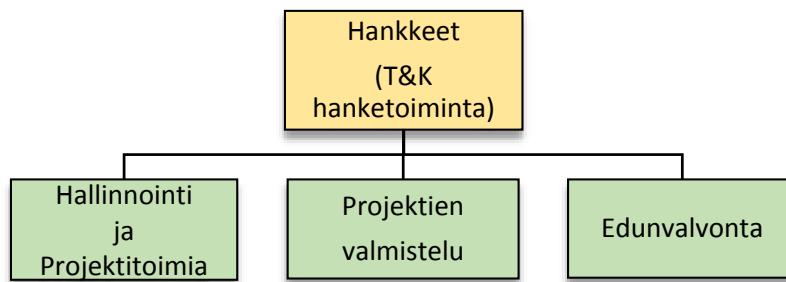 Hankkeet
(T&K
hanketoiminta)
Hallinnointi
ja
Projektitoimia
Projektien
valmistelu
Edunvalvonta